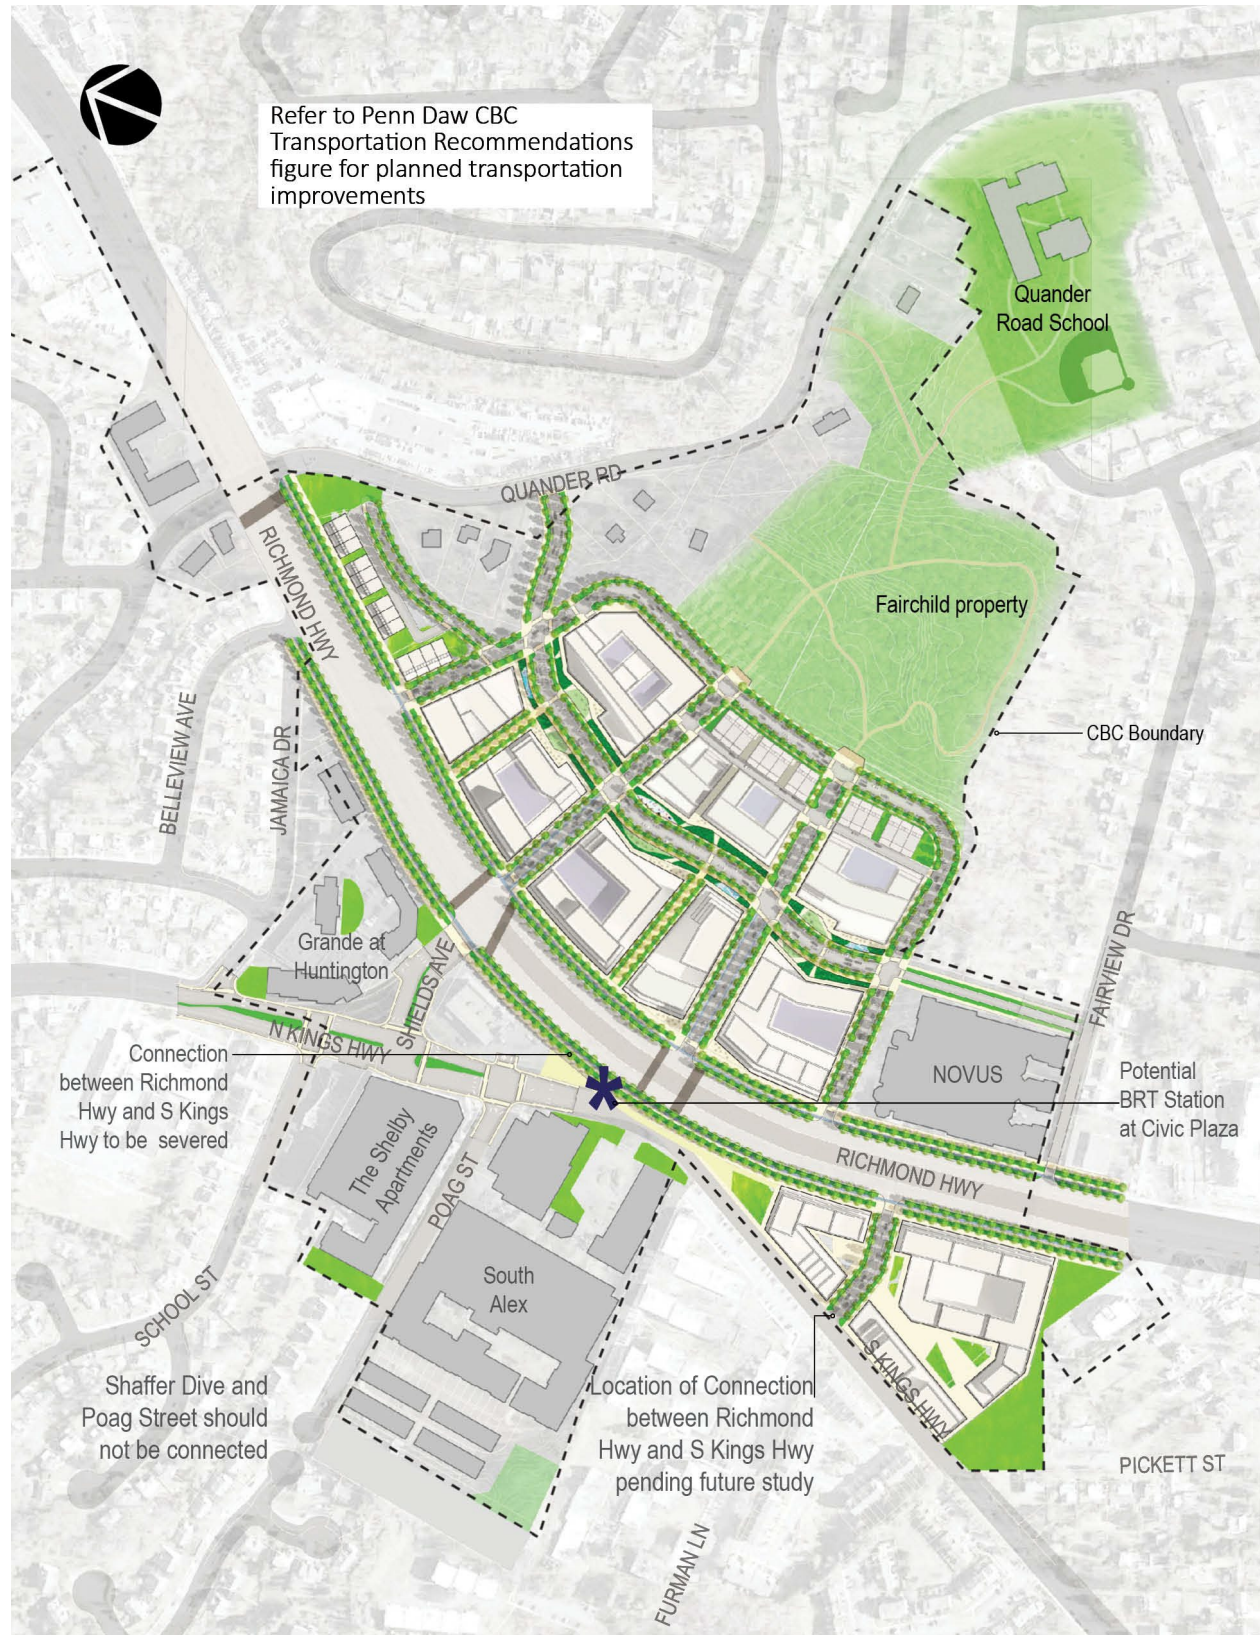 Refer to Penn Daw CBC
Transportation Recommendations
figure for planned transportation
improvements
Quander
Road School
QUANDER RD
RICHMOND HWY
Fairchild property
CBC Boundary
BELLEVIEW AVE
JAMAICA DR
Grande at
Huntington
SHIELDS AVE
FAIRVIEW DR
N KINGS HWY
Connection
between Richmond
Hwy and S Kings
Hwy to be severed
NOVUS
Potential
BRT Station
at Civic Plaza
The Shelby
Apartments
POAG ST
RICHMOND HWY
SCHOOL ST
South
Alex
S KINGS HWY
Shaffer Dive and
Poag Street should
not be connected
Location of Connection
between Richmond
Hwy and S Kings Hwy
pending future study
PICKETT ST
FURMAN LN